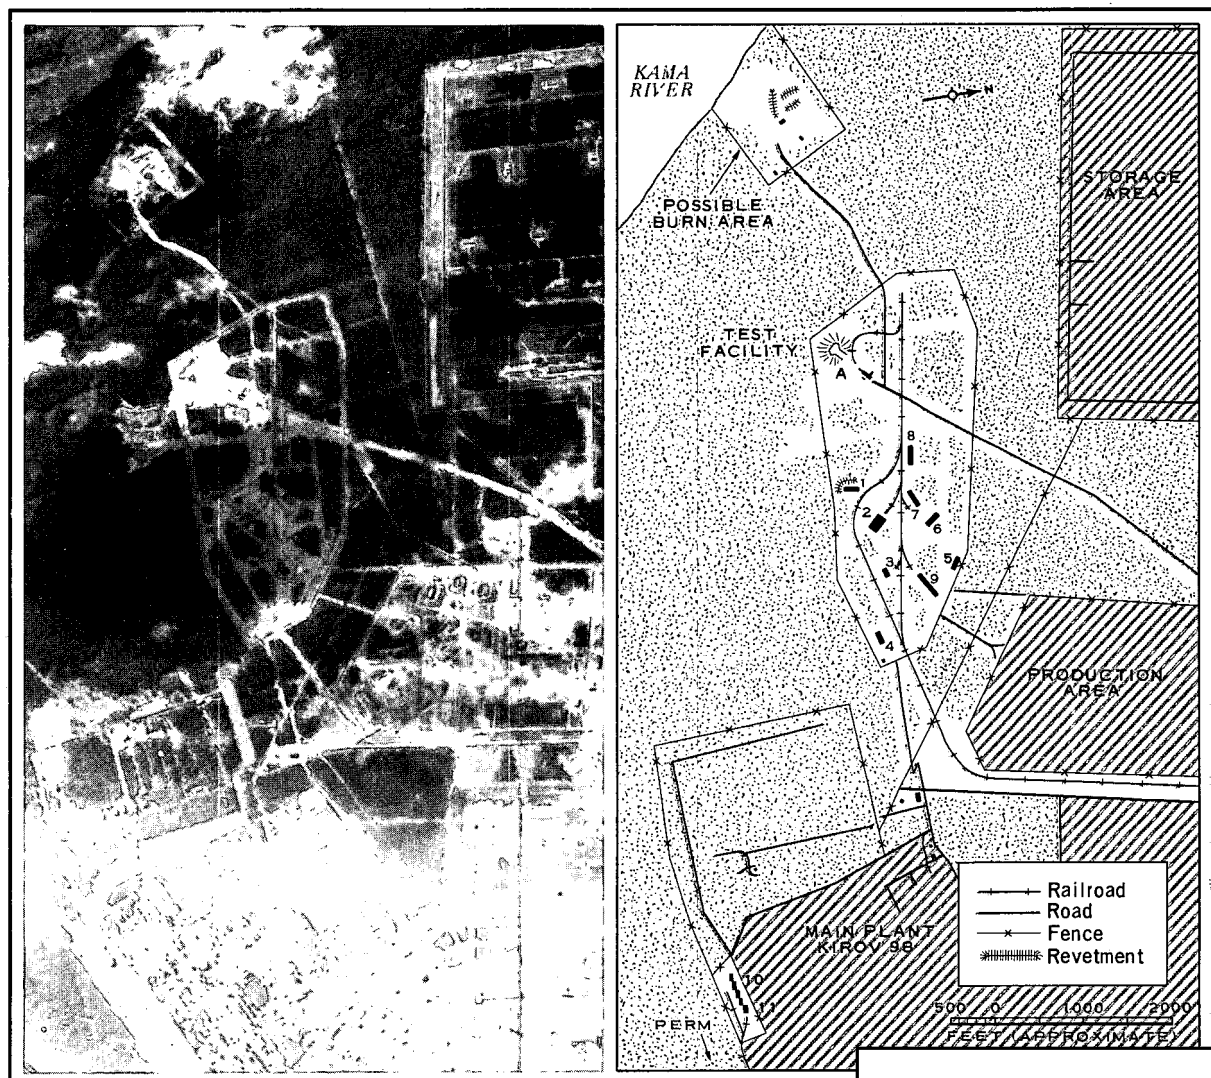 KAMA
RIVER
N
STORAGE
AREA
POSSIBLE
BURN AREA
TEST
FACILITY
A
8
1
7
2
6
3
5
9
4
PRODUCTION
AREA
Railroad
Road
Fence
Revetment
MAIN PLANT
KIROV 98
10
11
PERM
500 0 1000 2000
FEET (APPROXIMATE)